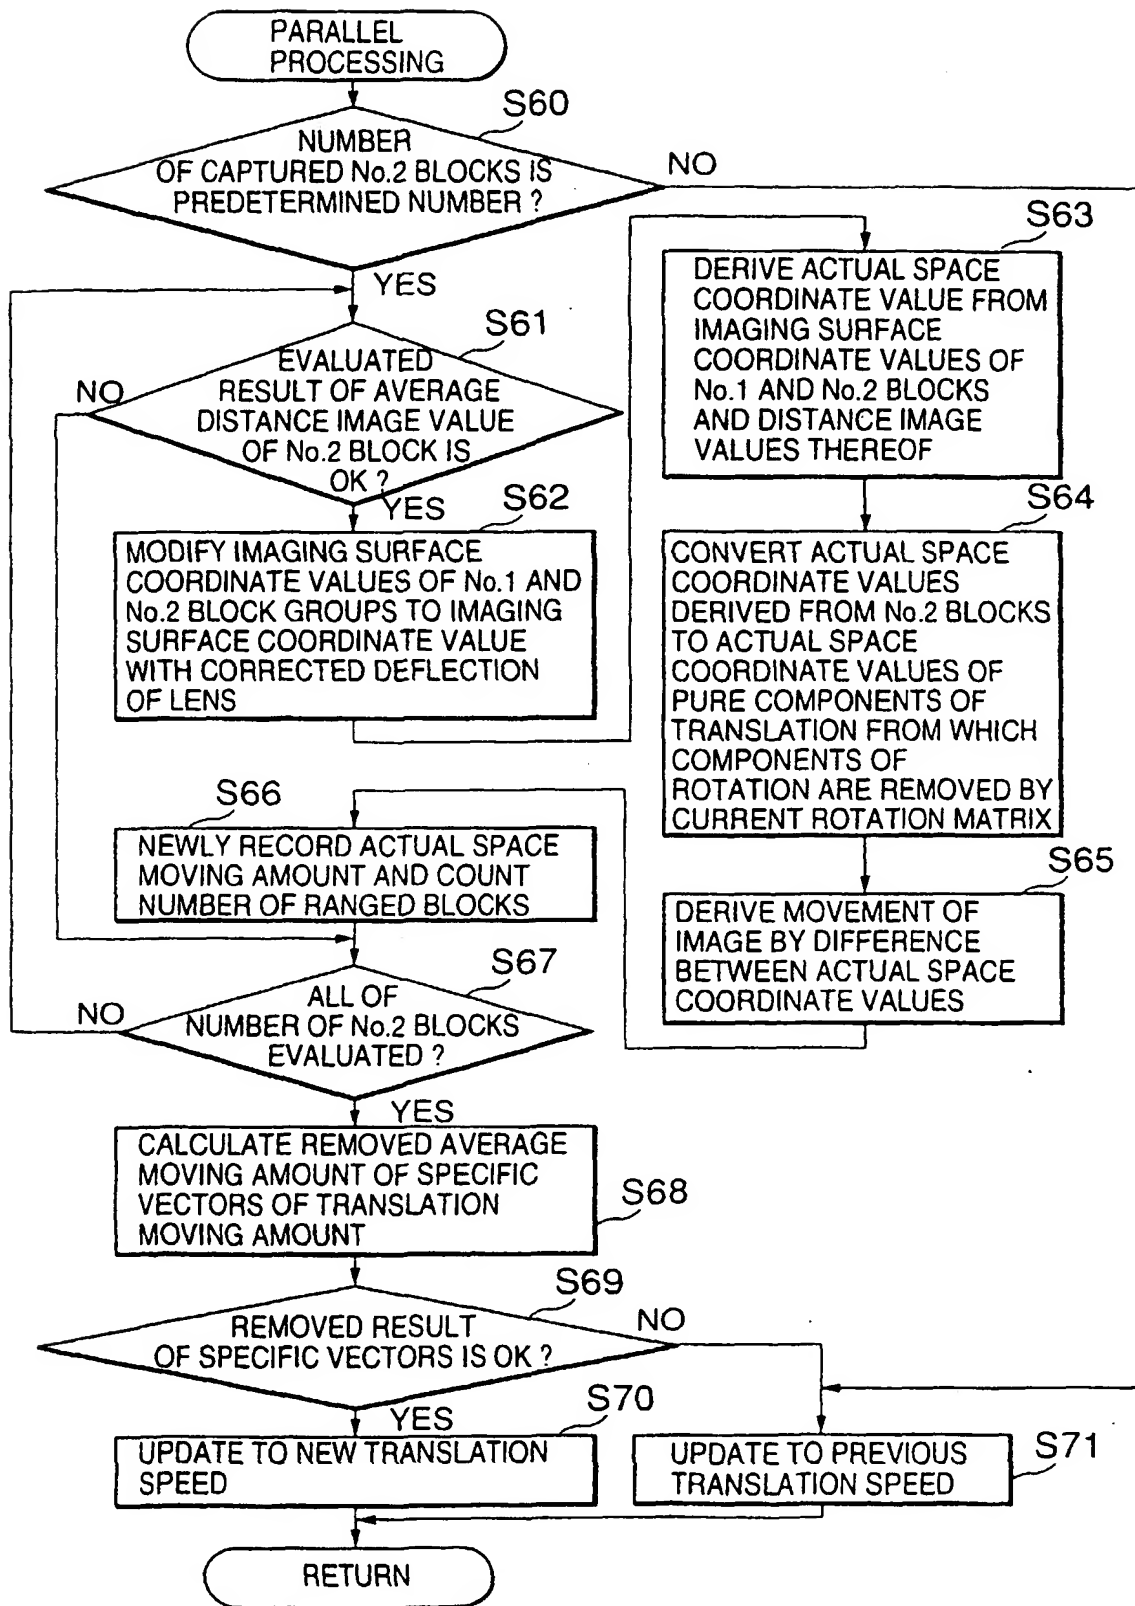 PARALLEL
PROCESSING
S60
NUMBER
OF CAPTURED No.2 BLOCKS IS
PREDETERMINED NUMBER ?
NO
YES
S61
EVALUATED
RESULT OF AVERAGE
DISTANCE IMAGE VALUE
OF No.2 BLOCK IS
OK ?
NO
YES
S62
MODIFY IMAGING SURFACE
COORDINATE VALUES OF No.1 AND
No.2 BLOCK GROUPS TO IMAGING
SURFACE COORDINATE VALUE
WITH CORRECTED DEFLECTION
OF LENS
S63
DERIVE ACTUAL SPACE
COORDINATE VALUE FROM
IMAGING SURFACE
COORDINATE VALUES OF
No.1 AND No.2 BLOCKS
AND DISTANCE IMAGE
VALUES THEREOF
S64
CONVERT ACTUAL SPACE
COORDINATE VALUES
DERIVED FROM No.2 BLOCKS
TO ACTUAL SPACE
COORDINATE VALUES OF
PURE COMPONENTS OF
TRANSLATION FROM WHICH
COMPONENTS OF
ROTATION ARE REMOVED BY
CURRENT ROTATION MATRIX
S65
DERIVE MOVEMENT OF
IMAGE BY DIFFERENCE
BETWEEN ACTUAL SPACE
COORDINATE VALUES
S66
NEWLY RECORD ACTUAL SPACE
MOVING AMOUNT AND COUNT
NUMBER OF RANGED BLOCKS
S67
ALL OF
NUMBER OF No.2 BLOCKS
EVALUATED ?
NO
YES
CALCULATE REMOVED AVERAGE
MOVING AMOUNT OF SPECIFIC
VECTORS OF TRANSLATION
MOVING AMOUNT
S68
S69
REMOVED RESULT
OF SPECIFIC VECTORS IS OK ?
NO
YES
S70
UPDATE TO NEW TRANSLATION
SPEED
UPDATE TO PREVIOUS
TRANSLATION SPEED
S71
RETURN